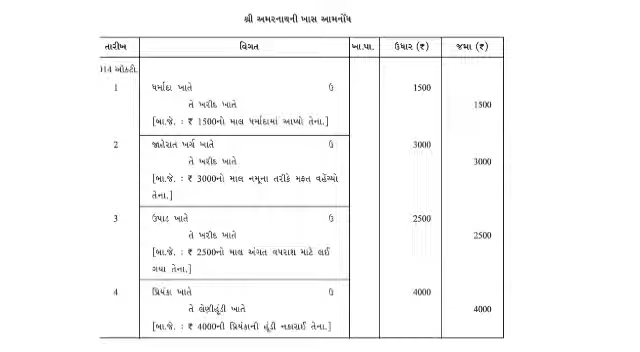 શ્રી અમરનાથની ખાસ આમનોંધ
તારીખ વિગત ખા.પા. ઉધાર (₹) જમા (₹)
014 ઓક્ટો.
1 ધર્માદા ખાતે ઉ 1500
તે ખરીદ ખાતે 1500
[બા.જે. : ₹ 1500નો માલ ધર્માદામાં આપ્યો તેના.]
2 જાહેરાત ખર્ચ ખાતે ઉ 3000
તે ખરીદ ખાતે 3000
[બા.જે. : ₹ 3000નો માલ નમૂના તરીકે મફત વહેંચ્યો
તેના.]
3 ઉપાડ ખાતે ઉ 2500
તે ખરીદ ખાતે 2500
[બા.જે. : ₹ 2500નો માલ અંગત વપરાશ માટે લઈ
ગયા તેના.]
4 પ્રિયંકા ખાતે ઉ 4000
તે લેણીહૂંડી ખાતે 4000
[બા.જે. : ₹ 4000ની પ્રિયંકાની હૂંડી નકારાઈ તેના.]